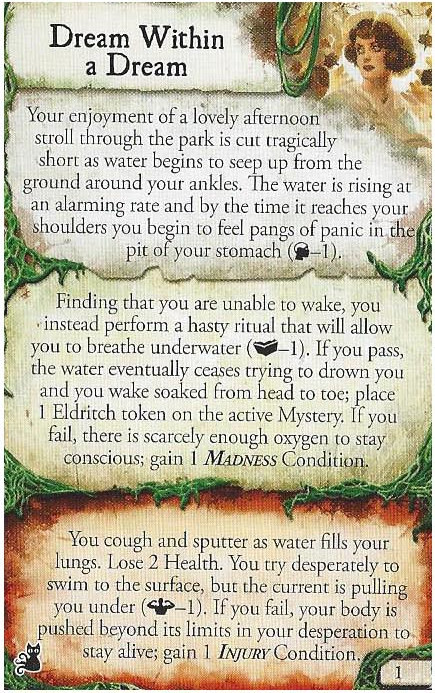 Dream Within
a Dream
Your enjoyment of a lovely afternoon
stroll through the park is cut tragically
short as water begins to seep up from the
ground around your ankles. The water is rising at
an alarming rate and by the time it reaches your
shoulders you begin to feel pangs of panic in the
pit of your stomach (–1).
Finding that you are unable to wake, you
instead perform a hasty ritual that will allow
you to breathe underwater (–1). If you pass,
the water eventually ceases trying to drown you
and you wake soaked from head to toe; place
1 Eldritch token on the active Mystery. If you
fail, there is scarcely enough oxygen to stay
conscious; gain 1 MADNESS Condition.
You cough and sputter as water fills your
lungs. Lose 2 Health. You try desperately to
swim to the surface, but the current is pulling
you under (–1). If you fail, your body is
pushed beyond its limits in your desperation to
stay alive; gain 1 INJURY Condition.
1